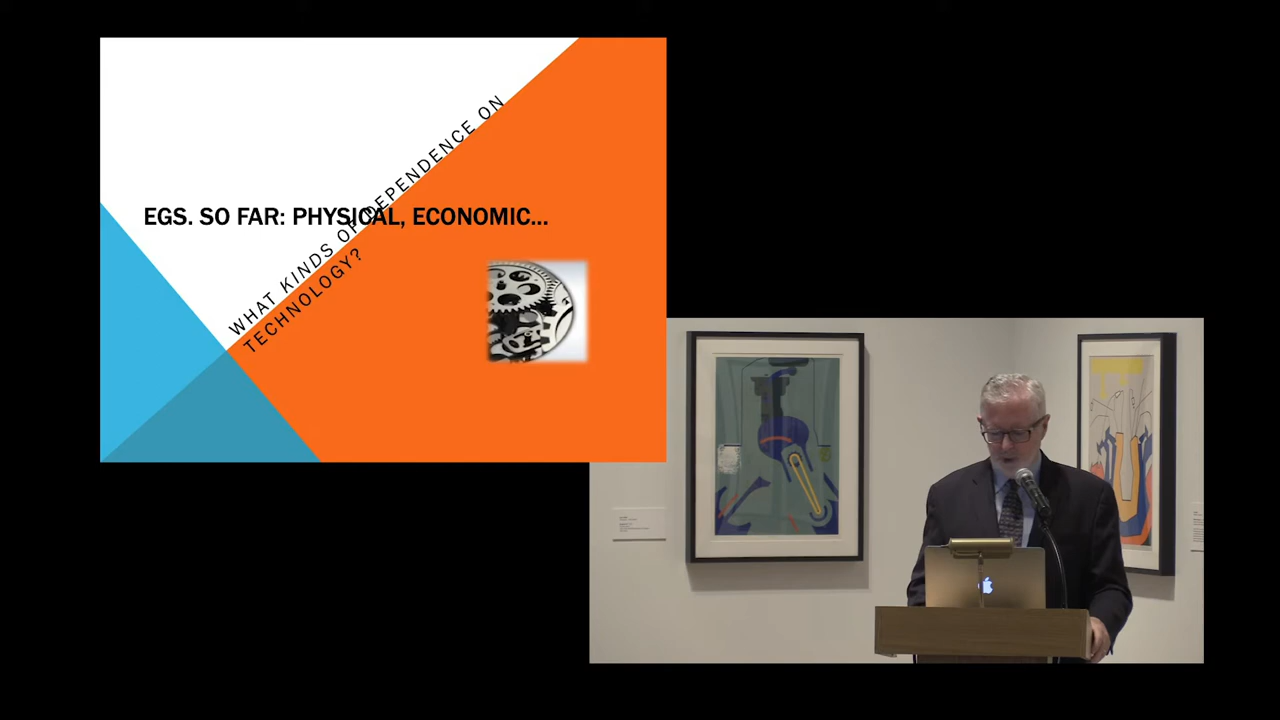 WHAT KINDS OF DEPENDENCE ON
TECHNOLOGY?
EGS. SO FAR: PHYSICAL, ECONOMIC...